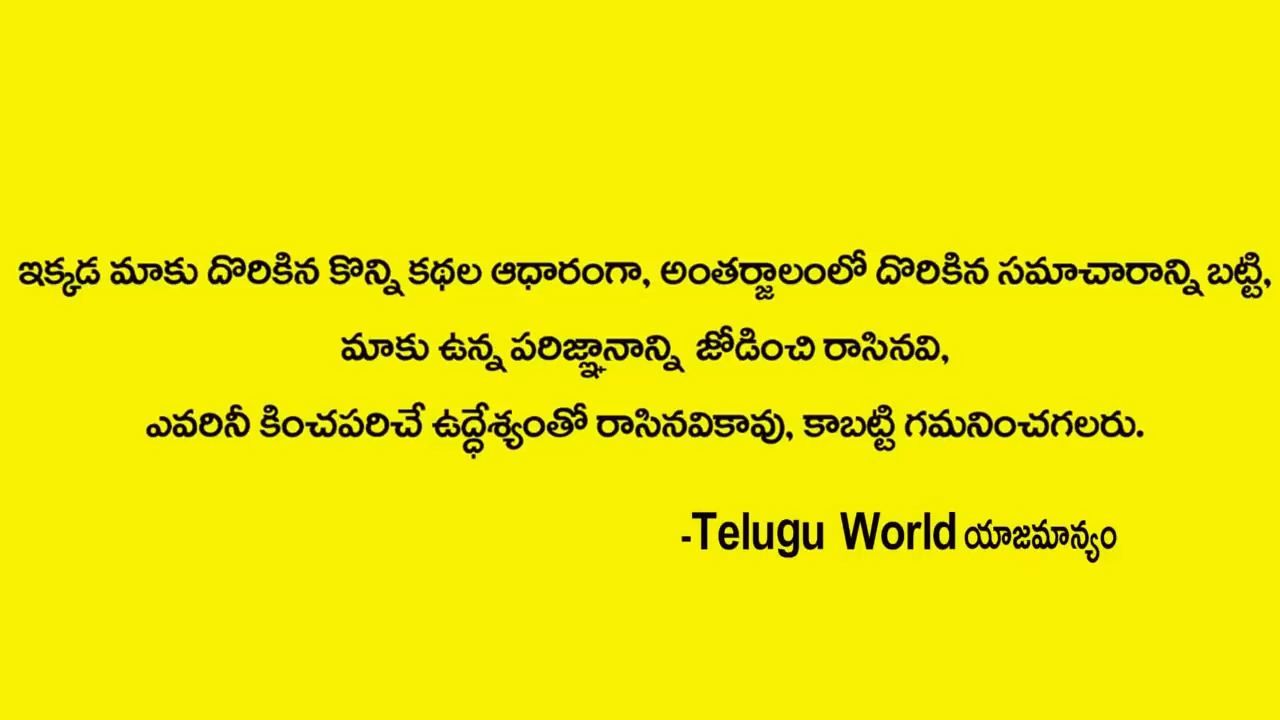 ఇక్కడ మాకు దొరికిన కొన్ని కథల ఆధారంగా, అంతర్జాలంలో దొరికిన సమాచారాన్ని బట్టి,
మాకు ఉన్న పరిజ్ఞానాన్ని జోడించి రాసినవి,
ఎవరినీ కించపరిచే ఉద్ధేశ్యంతో రాసినవికావు, కాబట్టి గమనించగలరు.
-Telugu World యాజమాన్యం